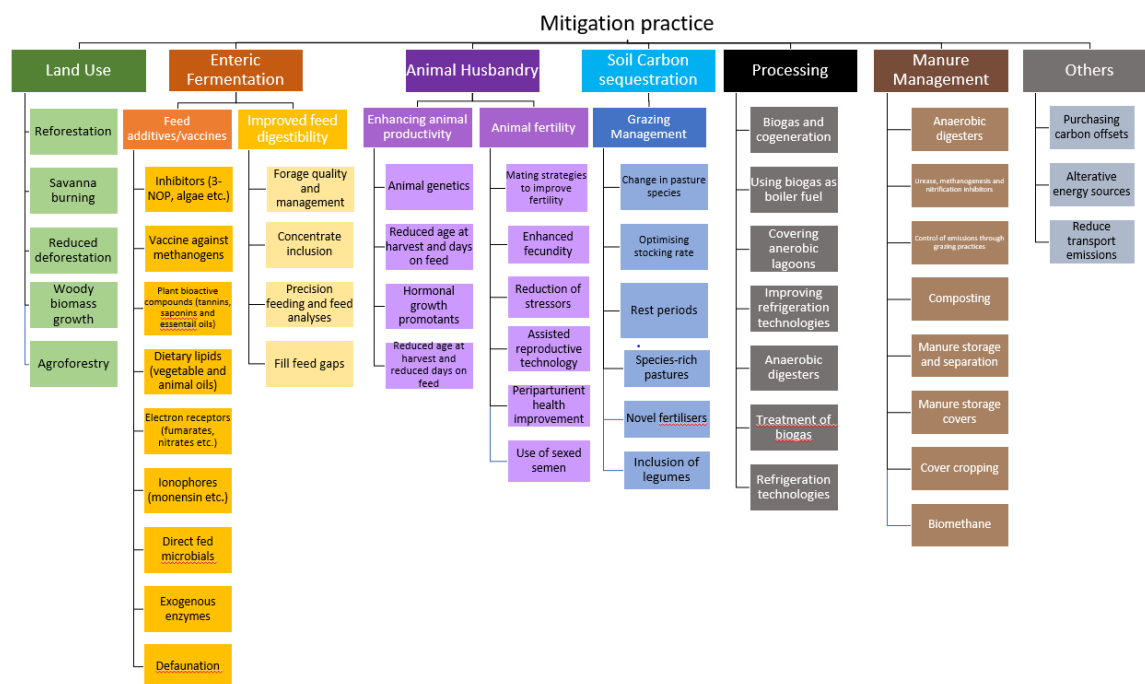 Mitigation practice
Land Use
Reforestation
Savanna
burning
Reduced
deforestation
Woody
biomass
growth
Agroforestry
Enteric
Fermentation
Feed
additives/vaccines
Inhibitors (3-
NOP, algae etc.)
Vaccine against
methanogens
Plant bioactive
compounds (tannins,
saponins and
essentail oils)
Dietary lipids
(vegetable and
animal oils)
Electron receptors
(fumarates,
nitrates etc.)
Ionophores
(monensin etc.)
Direct fed
microbials
Exogenous
enzymes
Defaunation
Improved feed
digestibility
Forage quality
and
management
Concentrate
inclusion
Precision
feeding and feed
analyses
Fill feed gaps
Animal Husbandry
Enhancing animal
productivity
Animal genetics
Reduced age at
harvest and days
on feed
Hormonal
growth
promotants
Reduced age at
harvest and
reduced days on
feed
Animal fertility
Mating strategies
to improve
fertility
Enhanced
fecundity
Reduction of
stressors
Assisted
reproductive
technology
Periparturient
health
improvement
Use of sexed
semen
Soil Carbon
sequestration
Grazing
Management
Change in pasture
species
Optimising
stocking rate
Rest periods
Species-rich
pastures
Novel fertilisers
Inclusion of
legumes
Processing
Biogas and
cogeneration
Using biogas as
boiler fuel
Covering
anerobic
lagoons
Improving
refrigeration
technologies
Anaerobic
digesters
Treatment of
biogas
Refrigeration
technologies
Manure
Management
Anaerobic
digesters
Urease, methanogenesis and
nitrification inhibitors
Control of emissions through
grazing practices
Composting
Manure storage
and separation
Manure storage
covers
Cover cropping
Biomethane
Others
Purchasing
carbon offsets
Alterative
energy sources
Reduce
transport
emissions